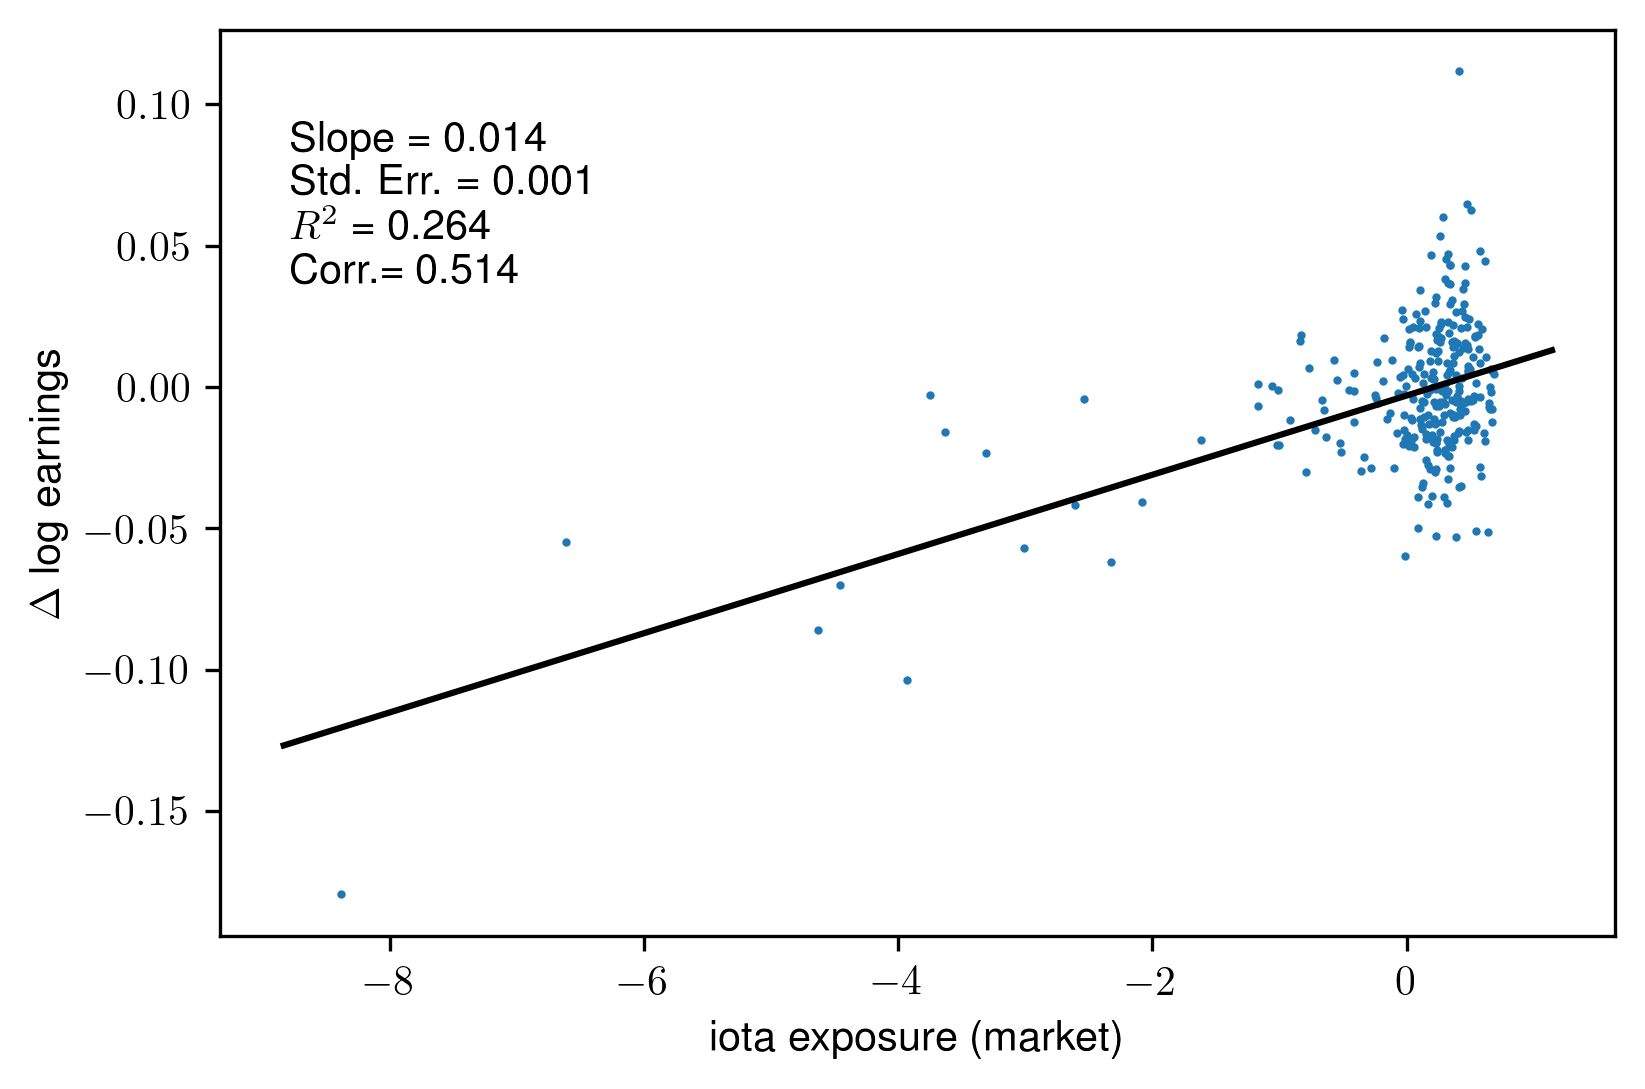 0.10
0.05
0.00
−0.05
−0.10
−0.15
Δ log earnings
Slope = 0.014
Std. Err. = 0.001
R² = 0.264
Corr.= 0.514
−8
−6
−4
−2
0
iota exposure (market)